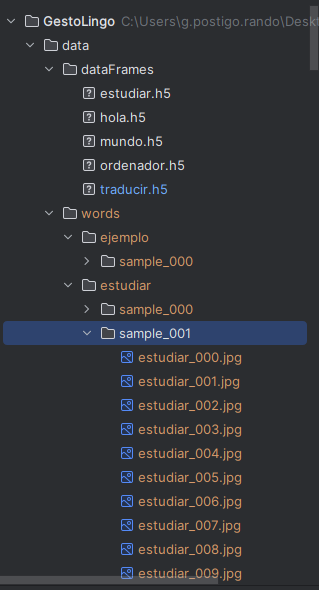 GestoLingo C:\Users\g.postigo.rando\Deskt
data
dataFrames
estudiar.h5
hola.h5
mundo.h5
ordenador.h5
traducir.h5
words
ejemplo
sample_000
estudiar
sample_000
sample_001
estudiar_000.jpg
estudiar_001.jpg
estudiar_002.jpg
estudiar_003.jpg
estudiar_004.jpg
estudiar_005.jpg
estudiar_006.jpg
estudiar_007.jpg
estudiar_008.jpg
estudiar_009.jpg